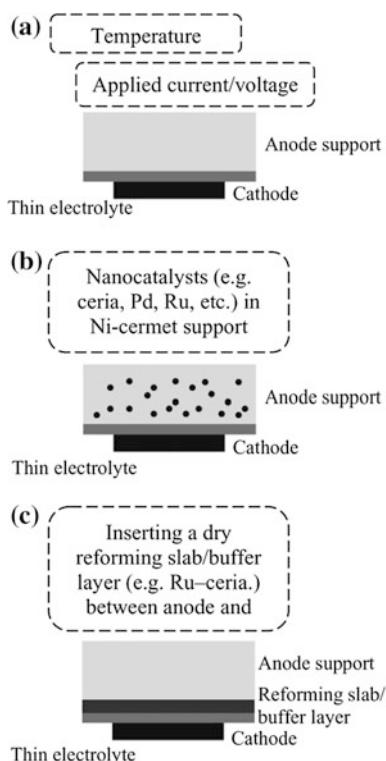 (a)
Temperature
Applied current/voltage
Anode support
Cathode
Thin electrolyte
(b)
Nanocatalysts (e.g.
ceria, Pd, Ru, etc.) in
Ni-cermet support
Anode support
Cathode
Thin electrolyte
(c)
Inserting a dry
reforming slab/buffer
layer (e.g. Ru–ceria.)
between anode and
Anode support
Reforming slab/
buffer layer
Cathode
Thin electrolyte